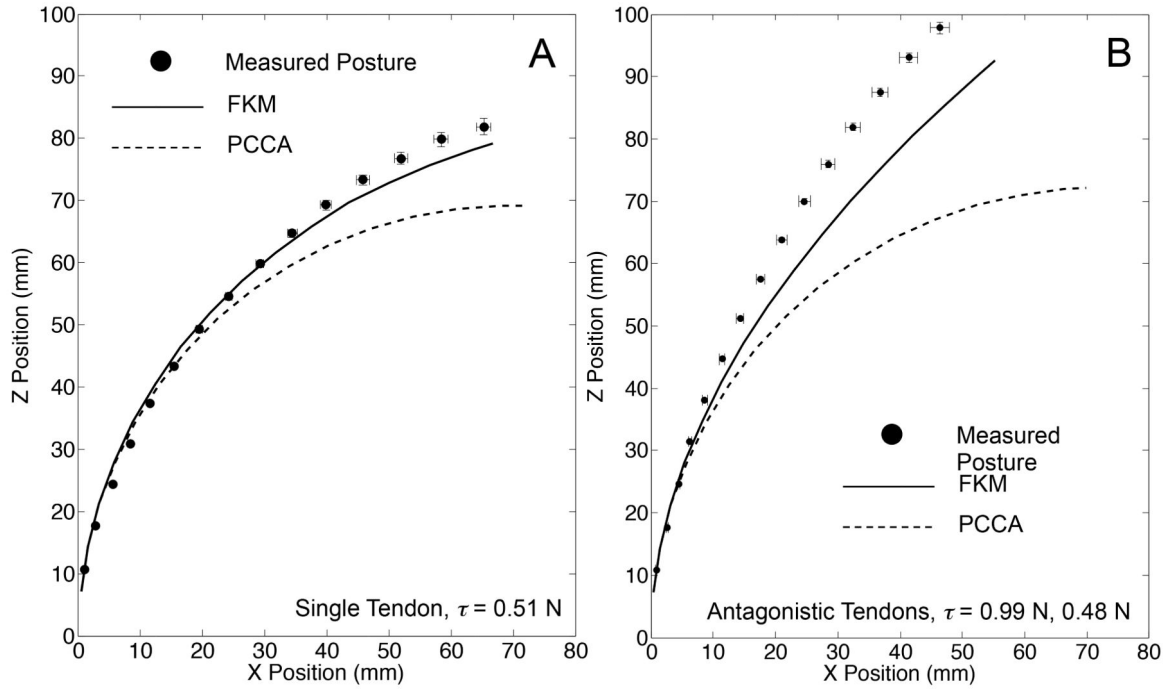 A
Measured Posture
FKM
PCCA
Single Tendon, τ = 0.51 N
Z Position (mm)
100
90
80
70
60
50
40
30
20
10
0
0 10 20 30 40 50 60 70 80
X Position (mm)
B
Measured
Posture
FKM
PCCA
Antagonistic Tendons, τ = 0.99 N, 0.48 N
Z Position (mm)
100
90
80
70
60
50
40
30
20
10
0
0 10 20 30 40 50 60 70 80
X Position (mm)